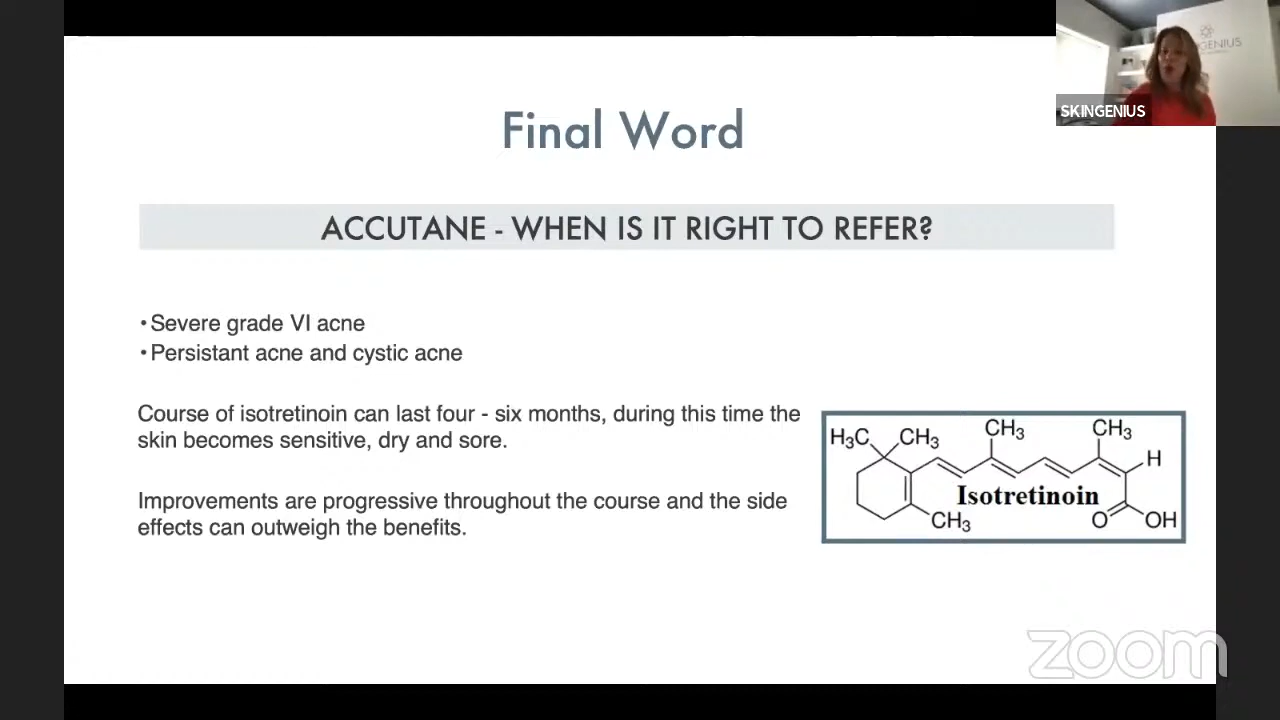 Final Word
ACCUTANE - WHEN IS IT RIGHT TO REFER?
• Severe grade VI acne
• Persistant acne and cystic acne
Course of isotretinoin can last four - six months, during this time the
skin becomes sensitive, dry and sore.
Improvements are progressive throughout the course and the side
effects can outweigh the benefits.
H₃C CH₃ CH₃ CH₃ H
Isotretinoin
CH₃ O OH
SKINGENIUS
zoom